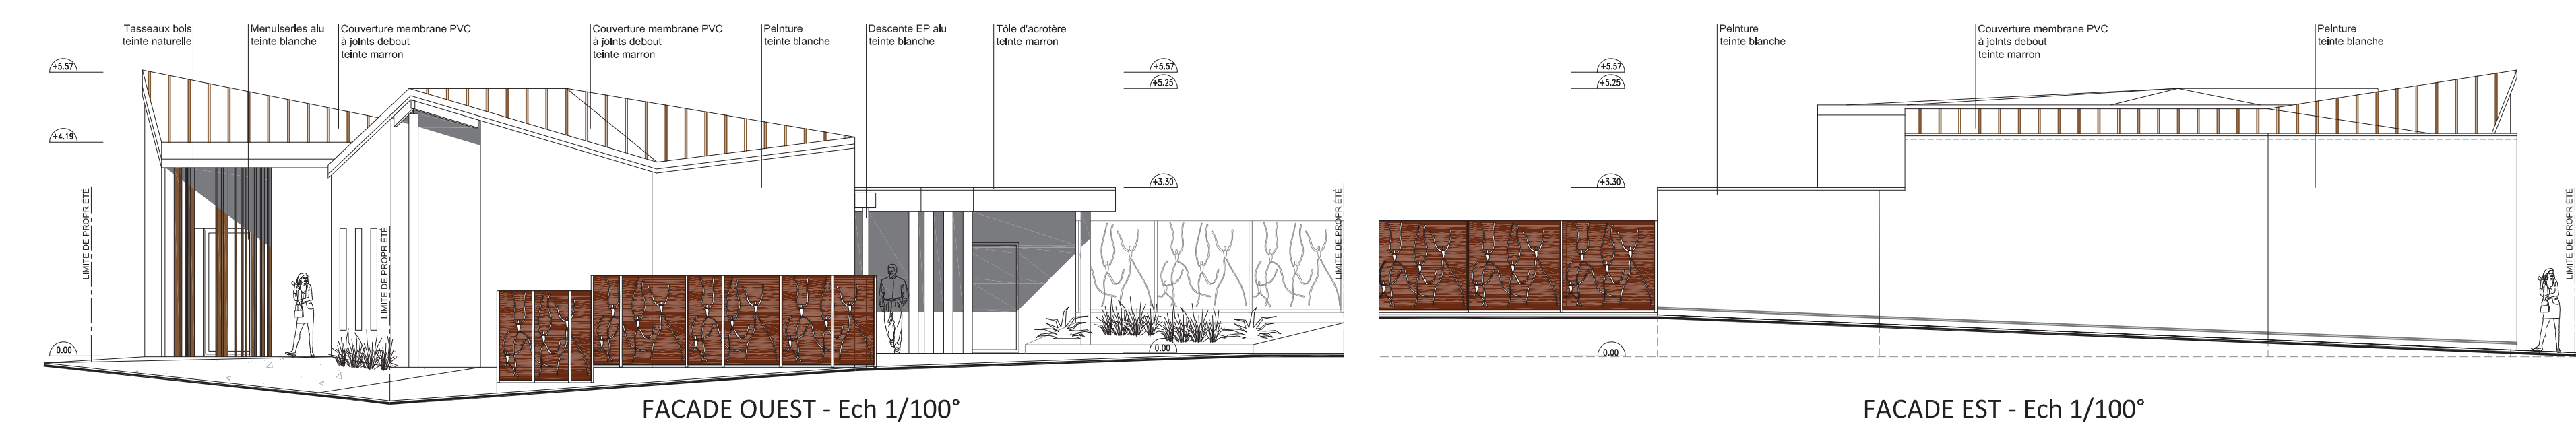 Tasseaux bois
teinte naturelle
Menuiseries alu
teinte blanche
Couverture membrane PVC
à joints debout
teinte marron
Couverture membrane PVC
à joints debout
teinte marron
Peinture
teinte blanche
Descente EP alu
teinte blanche
Tôle d'acrotère
teinte marron
+5.57
+4.19
0.00
LIMITE DE PROPRIÉTÉ
LIMITE DE PROPRIÉTÉ
+5.57
+5.25
+3.30
0.00
LIMITE DE PROPRIÉTÉ
FACADE OUEST - Ech 1/100°
Peinture
teinte blanche
Couverture membrane PVC
à joints debout
teinte marron
Peinture
teinte blanche
+5.57
+5.25
+3.30
0.00
LIMITE DE PROPRIÉTÉ
FACADE EST - Ech 1/100°